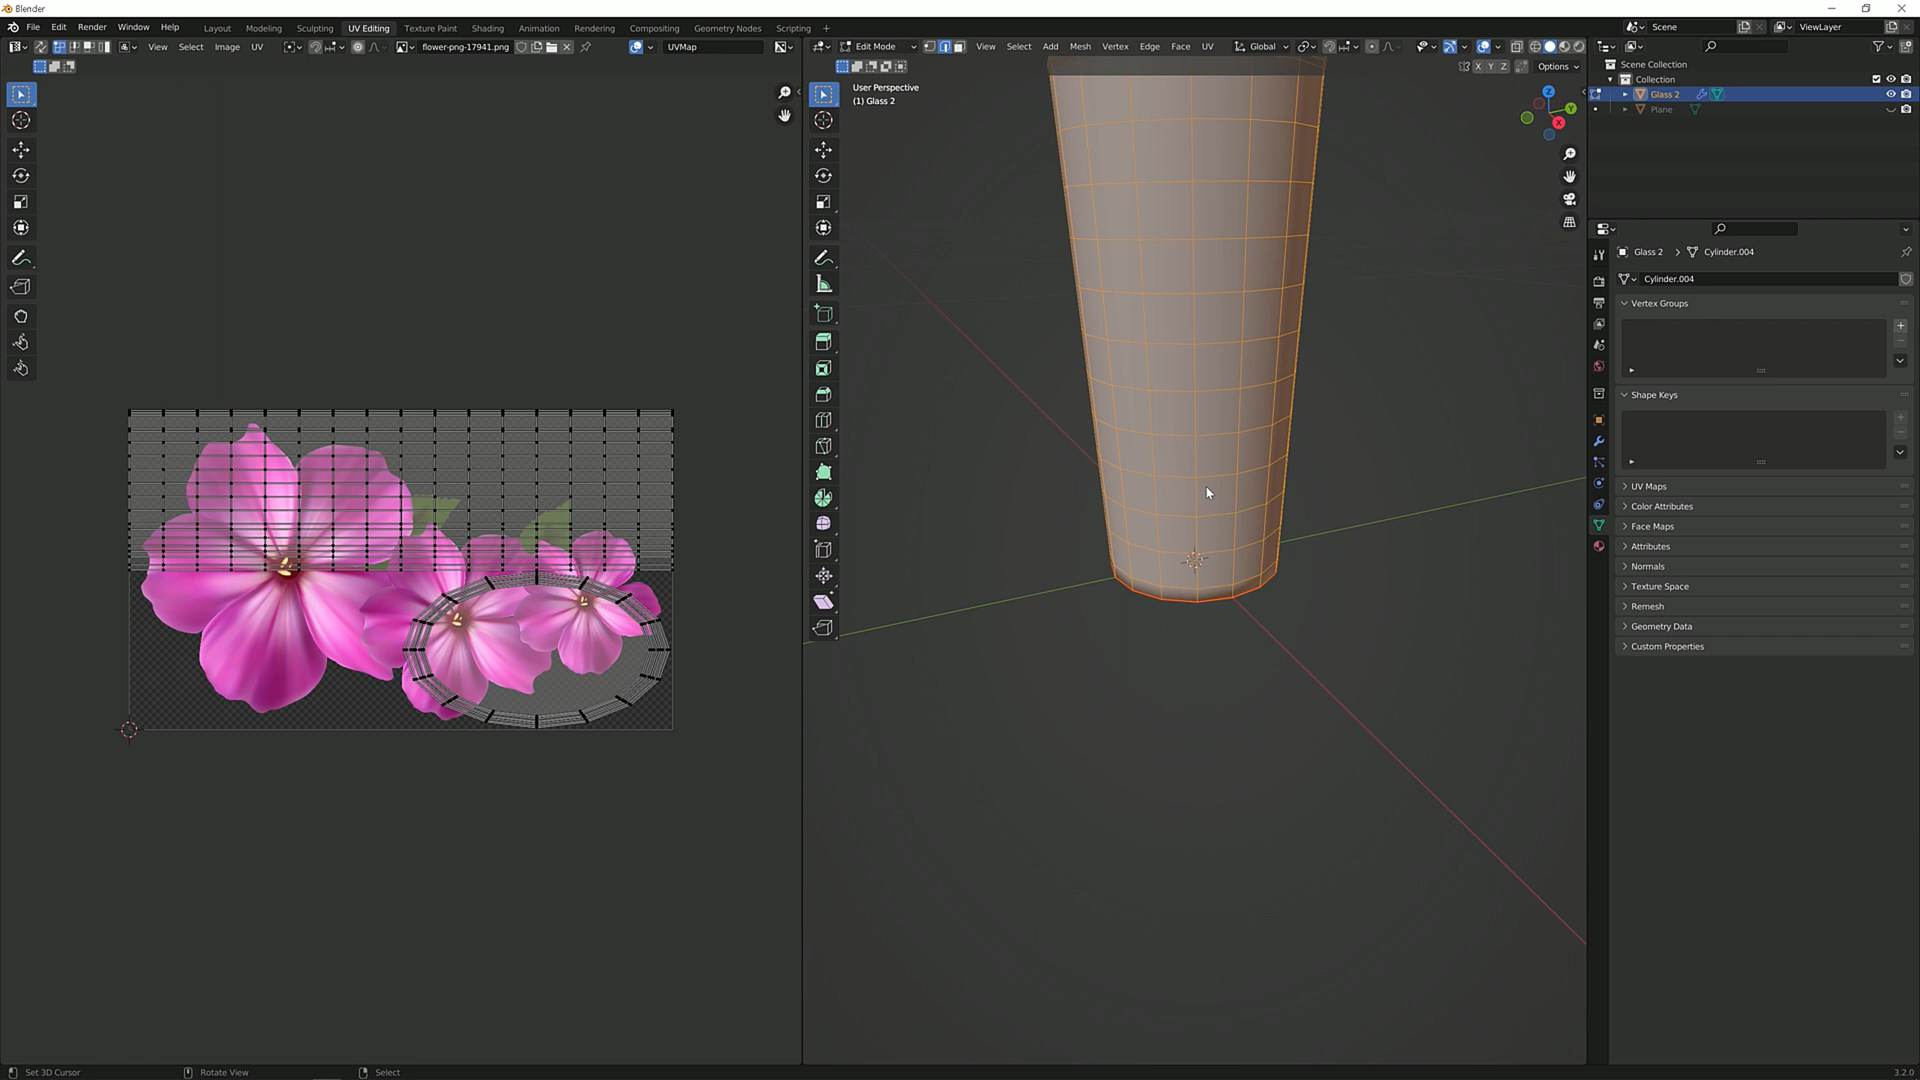 Blender
File Edit Render Window Help Layout Modeling Sculpting UV Editing Texture Paint Shading Animation Rendering Compositing Geometry Nodes Scripting +
Scene ViewLayer
View Select Image UV flower-png-17941.png UVMap
Edit Mode View Select Add Mesh Vertex Edge Face UV Global
X Y Z Options
User Perspective
(1) Glass 2
Z
Y
X
Scene Collection
Collection
Glass 2
Plane
Glass 2 Cylinder.004
Cylinder.004
Vertex Groups
Shape Keys
UV Maps
Color Attributes
Face Maps
Attributes
Normals
Texture Space
Remesh
Geometry Data
Custom Properties
Set 3D Cursor Rotate View Select 3.2.0